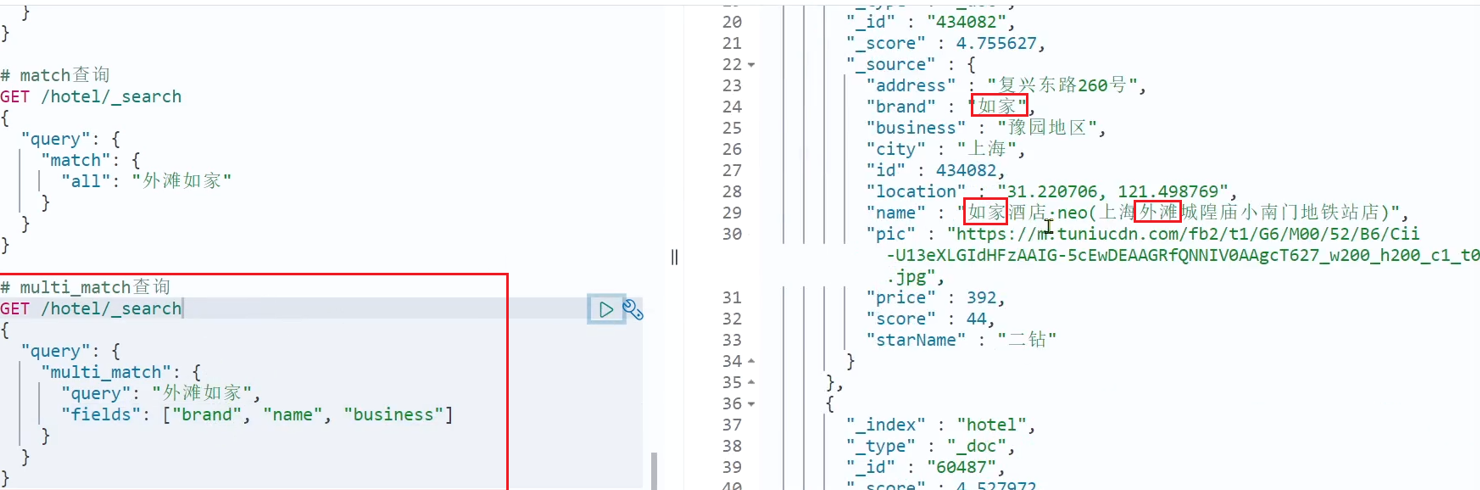 }
}
# match查询
GET /hotel/_search
{
"query": {
"match": {
"all": "外滩如家"
}
}
}
# multi_match查询
GET /hotel/_search
{
"query": {
"multi_match": {
"query": "外滩如家",
"fields": ["brand", "name", "business"]
}
}
}
20 "_id" : "434082",
21 "_score" : 4.755627,
22 "_source" : {
23 "address" : "复兴东路260号",
24 "brand" : "如家",
25 "business" : "豫园地区",
26 "city" : "上海",
27 "id" : 434082,
28 "location" : "31.220706, 121.498769",
29 "name" : "如家酒店·neo(上海外滩城隍庙小南门地铁站店)",
30 "pic" : "https://m.tuniucdn.com/fb2/t1/G6/M00/52/B6/Cii
-U13eXLGIdHFzAAIG-5cEwDEAAGRfQNNIV0AAgcT627_w200_h200_c1_t0
.jpg",
31 "price" : 392,
32 "score" : 44,
33 "starName" : "二钻"
34 }
35 },
36 {
37 "_index" : "hotel",
38 "_type" : "_doc",
39 "_id" : "60487",
40 "_score" : 4.527972,